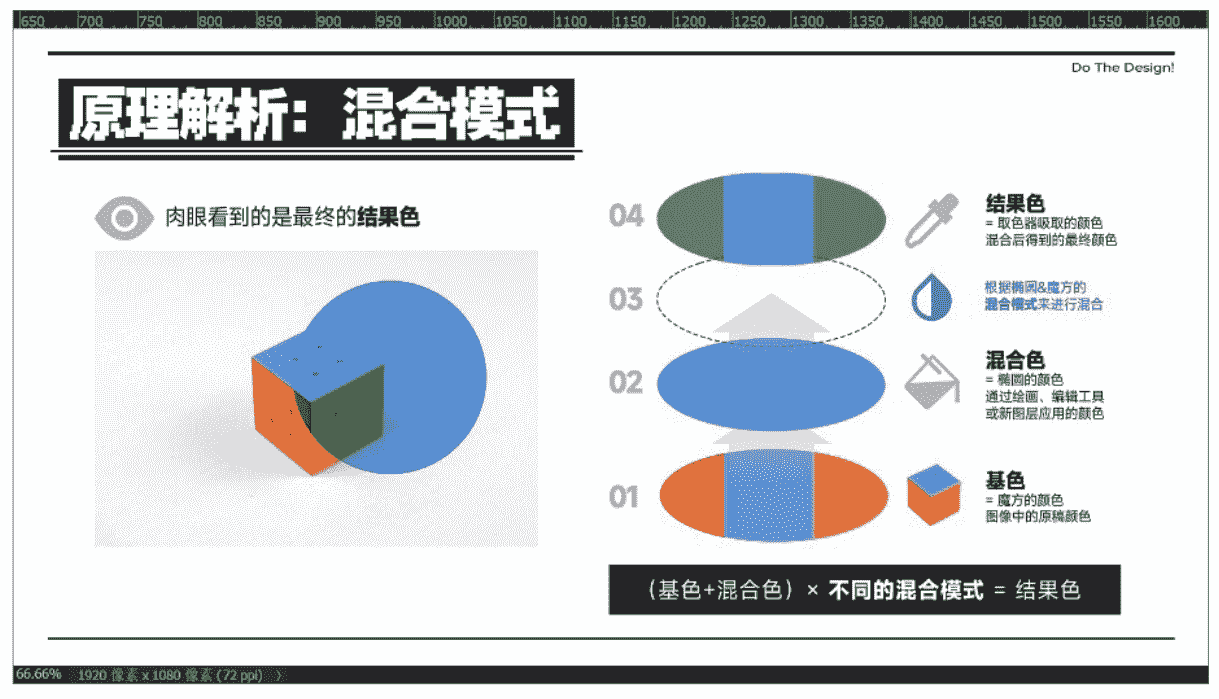 650 700 750 800 850 900 950 1000 1050 1100 1150 1200 1250 1300 1350 1400 1450 1500 1550 1600
Do The Design!
原理解析：混合模式
肉眼看到的是最终的结果色
04
结果色
= 取色器吸取的颜色
混合后得到的最终颜色
03
根据椭圆&魔方的
混合模式来进行混合
02
混合色
= 椭圆的颜色
通过绘画、编辑工具
或新图层应用的颜色
01
基色
= 魔方的颜色
图像中的原稿颜色
（基色+混合色）× 不同的混合模式 = 结果色
66.66% 1920 像素 x 1080 像素 (72 ppi) 〉